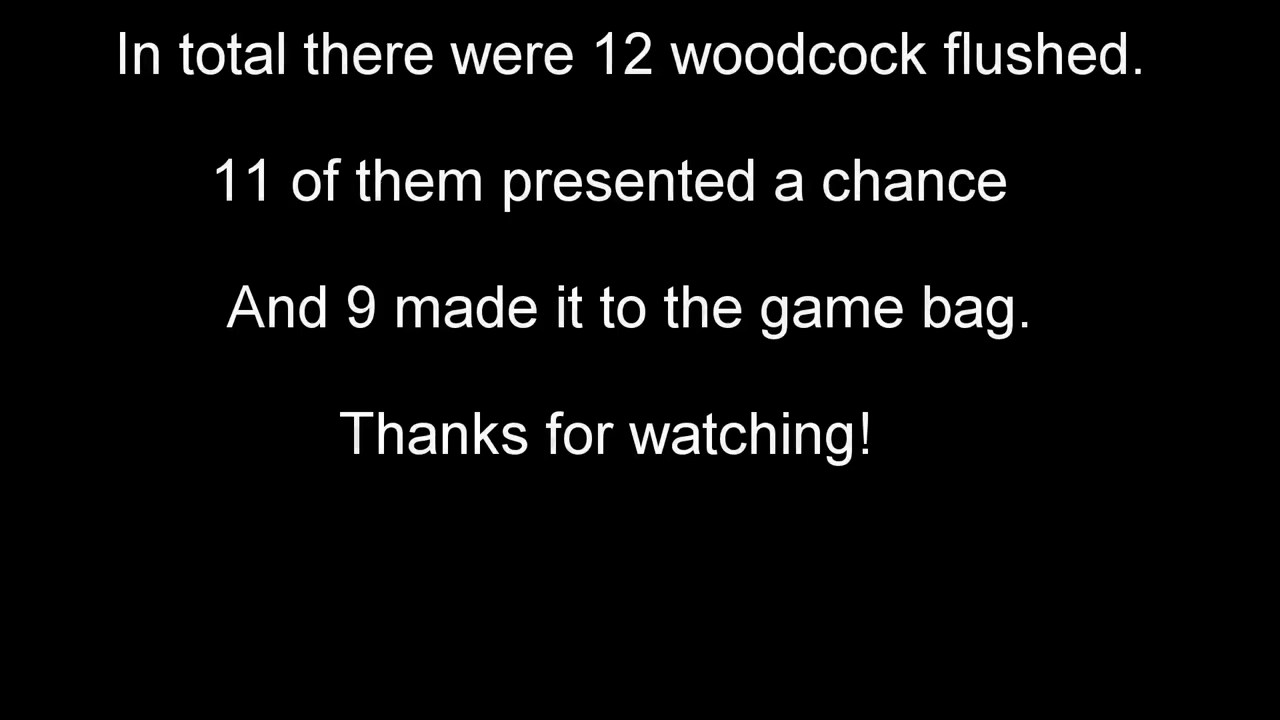 In total there were 12 woodcock flushed.
11 of them presented a chance
And 9 made it to the game bag.
Thanks for watching!